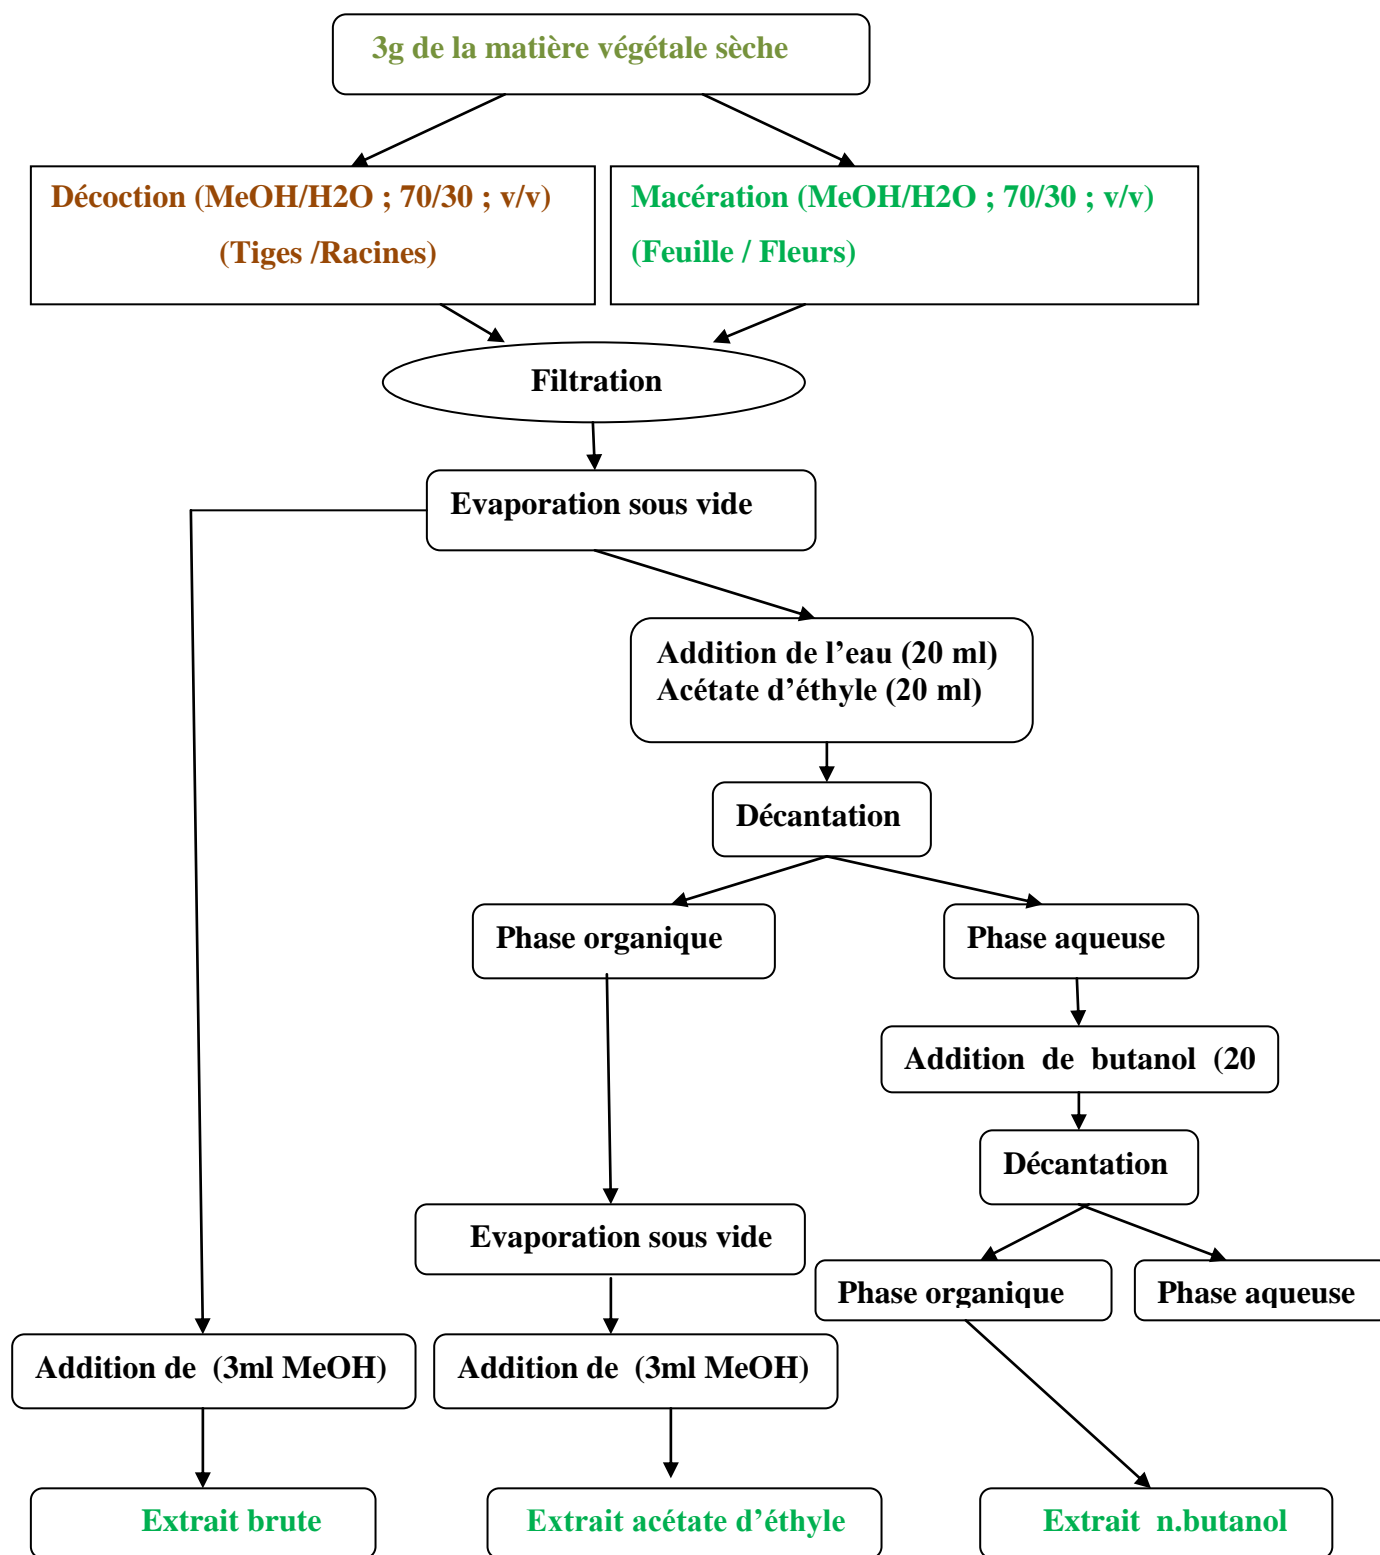 3g de la matière végétale sèche
Décoction (MeOH/H2O ; 70/30 ; v/v)
(Tiges /Racines)
Macération (MeOH/H2O ; 70/30 ; v/v)
(Feuille / Fleurs)
Filtration
Evaporation sous vide
Addition de l’eau (20 ml)
Acétate d’éthyle (20 ml)
Décantation
Phase organique
Phase aqueuse
Addition de butanol (20
Décantation
Evaporation sous vide
Phase organique
Phase aqueuse
Addition de (3ml MeOH)
Addition de (3ml MeOH)
Extrait brute
Extrait acétate d’éthyle
Extrait n.butanol